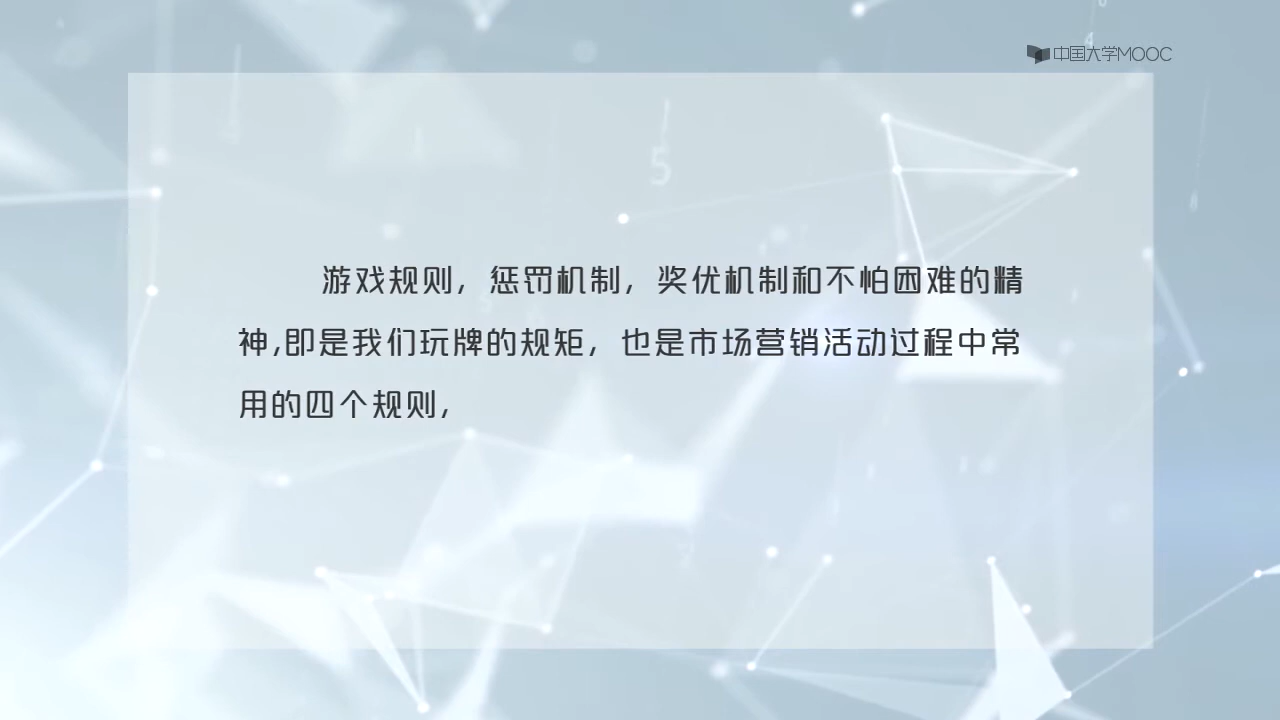 中国大学MOOC
游戏规则，惩罚机制，奖优机制和不怕困难的精
神,即是我们玩牌的规矩，也是市场营销活动过程中常
用的四个规则，
5